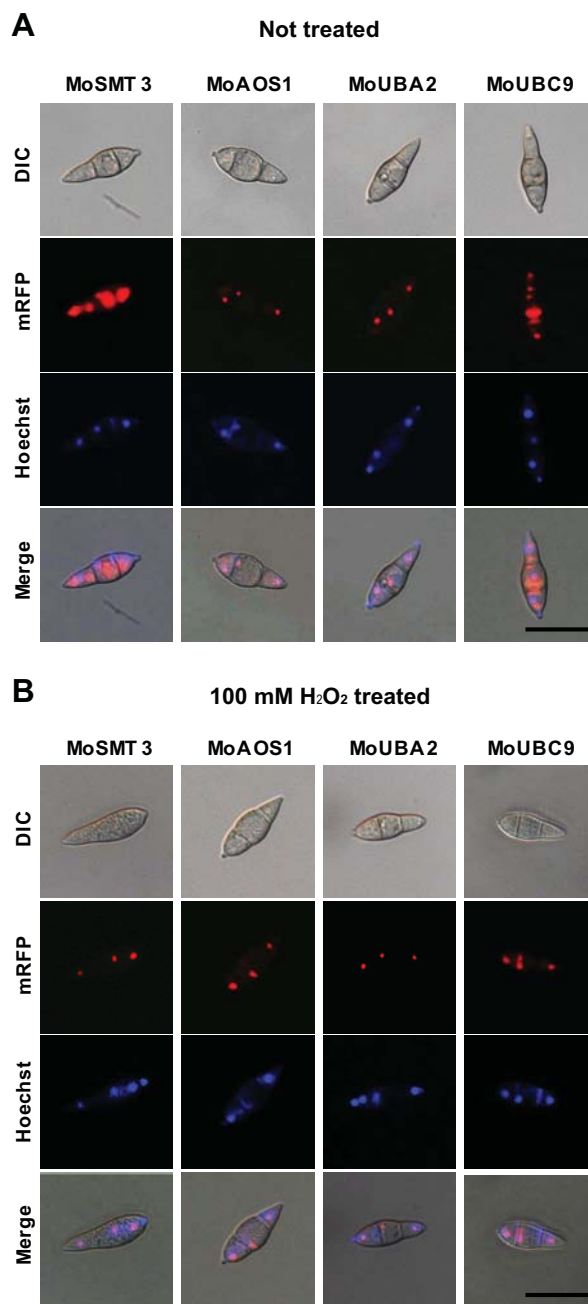 A
Not treated
MoSMT 3 MoAOS1 MoUBA2 MoUBC9
DIC
mRFP
Hoechst
Merge
B
100 mM H₂O₂ treated
MoSMT 3 MoAOS1 MoUBA2 MoUBC9
DIC
mRFP
Hoechst
Merge